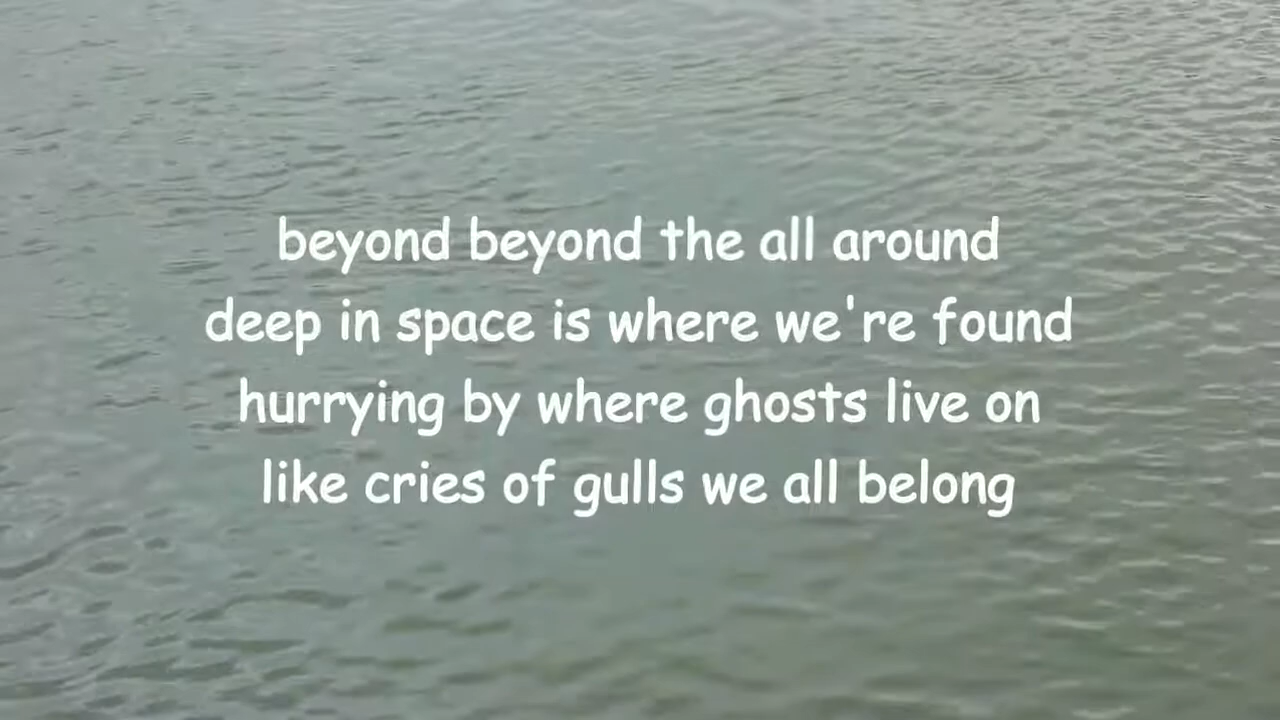 beyond beyond the all around
deep in space is where we're found
hurrying by where ghosts live on
like cries of gulls we all belong